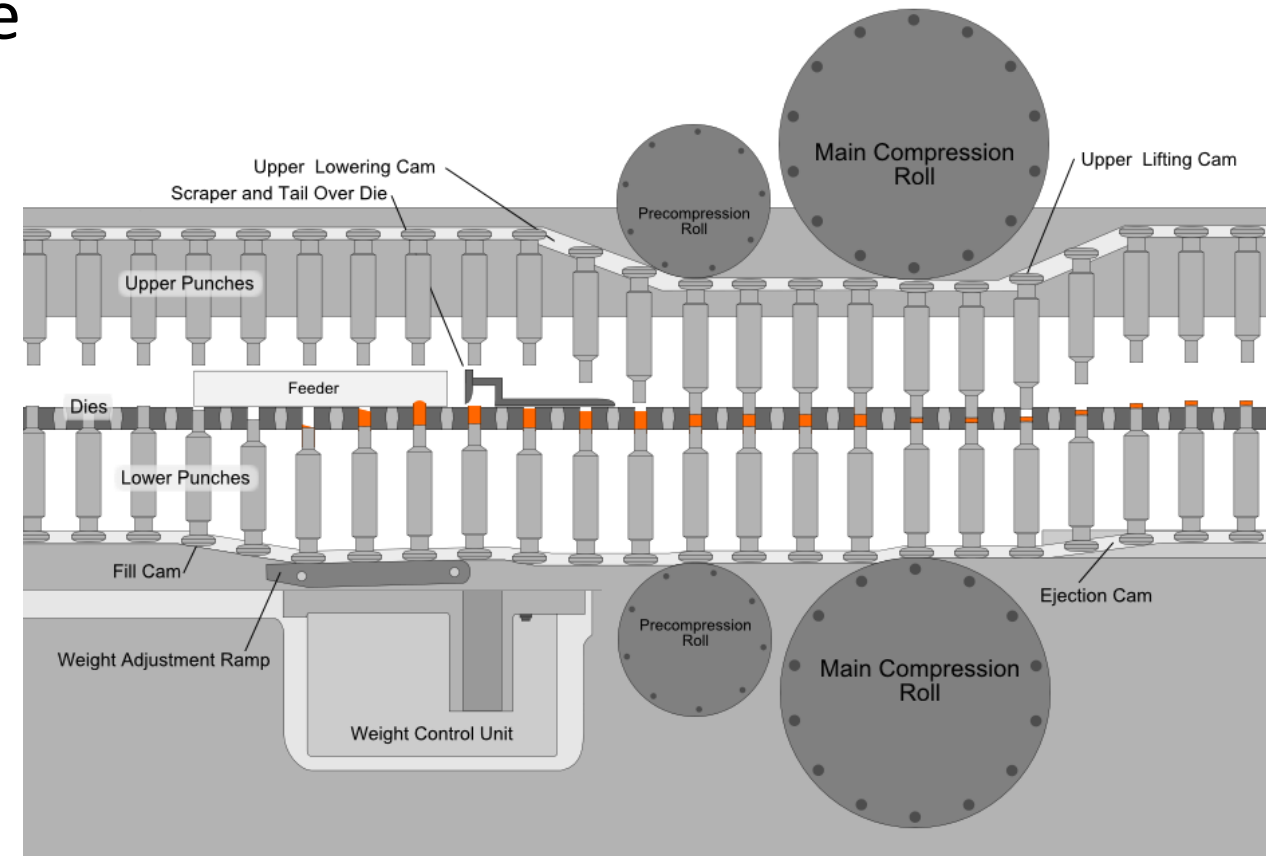 e
Upper Lowering Cam
Scraper and Tail Over Die
Upper Punches
Precompression
Roll
Main Compression
Roll
Upper Lifting Cam
Feeder
Dies
Lower Punches
Fill Cam
Weight Adjustment Ramp
Weight Control Unit
Precompression
Roll
Main Compression
Roll
Ejection Cam